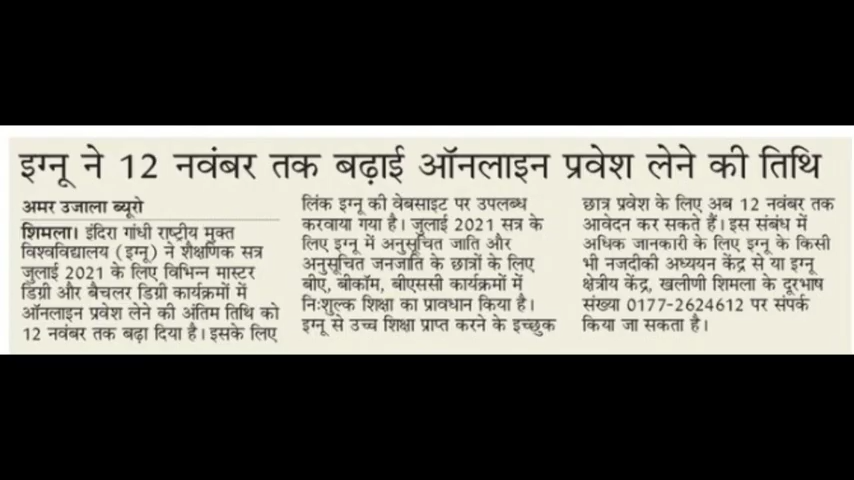 इग्नू ने 12 नवंबर तक बढ़ाई ऑनलाइन प्रवेश लेने की तिथि
अमर उजाला ब्यूरो
शिमला। इंदिरा गांधी राष्ट्रीय मुक्त
विश्वविद्यालय (इग्नू) ने शैक्षणिक सत्र
जुलाई 2021 के लिए विभिन्न मास्टर
डिग्री और बैचलर डिग्री कार्यक्रमों में
ऑनलाइन प्रवेश लेने की अंतिम तिथि को
12 नवंबर तक बढ़ा दिया है। इसके लिए
लिंक इग्नू की वेबसाइट पर उपलब्ध
करवाया गया है। जुलाई 2021 सत्र के
लिए इग्नू में अनुसूचित जाति और
अनुसूचित जनजाति के छात्रों के लिए
बीए, बीकॉम, बीएससी कार्यक्रमों में
निःशुल्क शिक्षा का प्रावधान किया है।
इग्नू से उच्च शिक्षा प्राप्त करने के इच्छुक
छात्र प्रवेश के लिए अब 12 नवंबर तक
आवेदन कर सकते हैं। इस संबंध में
अधिक जानकारी के लिए इग्नू के किसी
भी नजदीकी अध्ययन केंद्र से या इग्नू
क्षेत्रीय केंद्र, खलीणी शिमला के दूरभाष
संख्या 0177-2624612 पर संपर्क
किया जा सकता है।